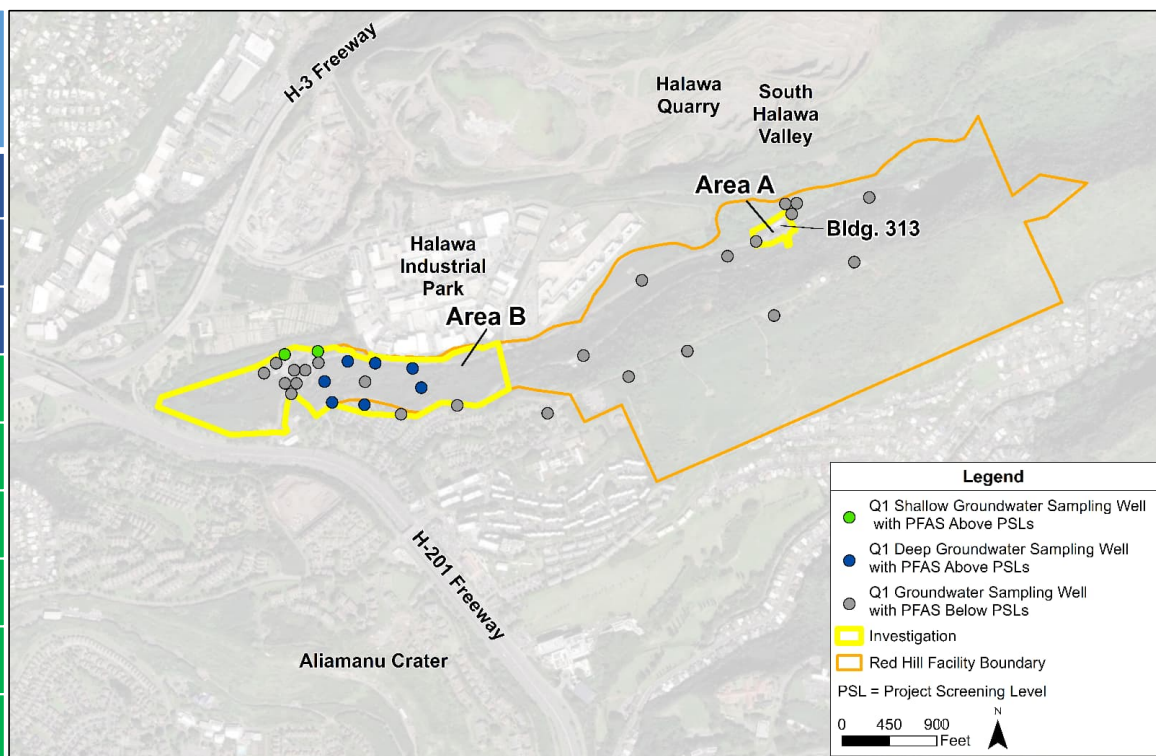 H-3 Freeway
Halawa
Quarry
South
Halawa
Valley
Area A
Bldg. 313
Halawa
Industrial
Park
Area B
H-201 Freeway
Aliamanu Crater
Legend
Q1 Shallow Groundwater Sampling Well
with PFAS Above PSLs
Q1 Deep Groundwater Sampling Well
with PFAS Above PSLs
Q1 Groundwater Sampling Well
with PFAS Below PSLs
Investigation
Red Hill Facility Boundary
PSL = Project Screening Level
N
0 450 900
Feet